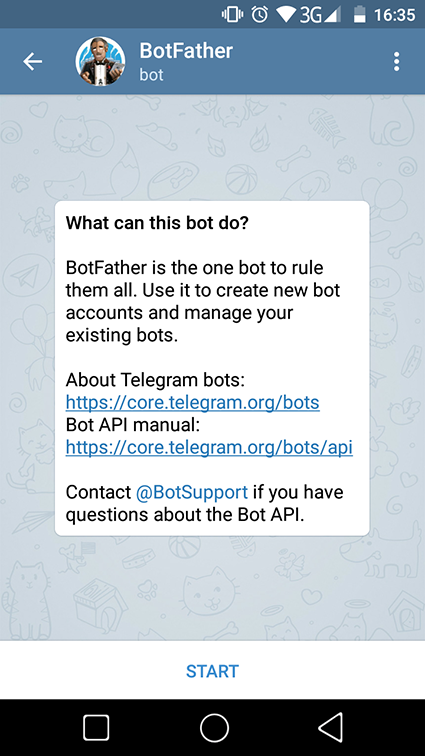 3G 16:35
BotFather
bot
What can this bot do?
BotFather is the one bot to rule
them all. Use it to create new bot
accounts and manage your
existing bots.
About Telegram bots:
https://core.telegram.org/bots
Bot API manual:
https://core.telegram.org/bots/api
Contact @BotSupport if you have
questions about the Bot API.
START